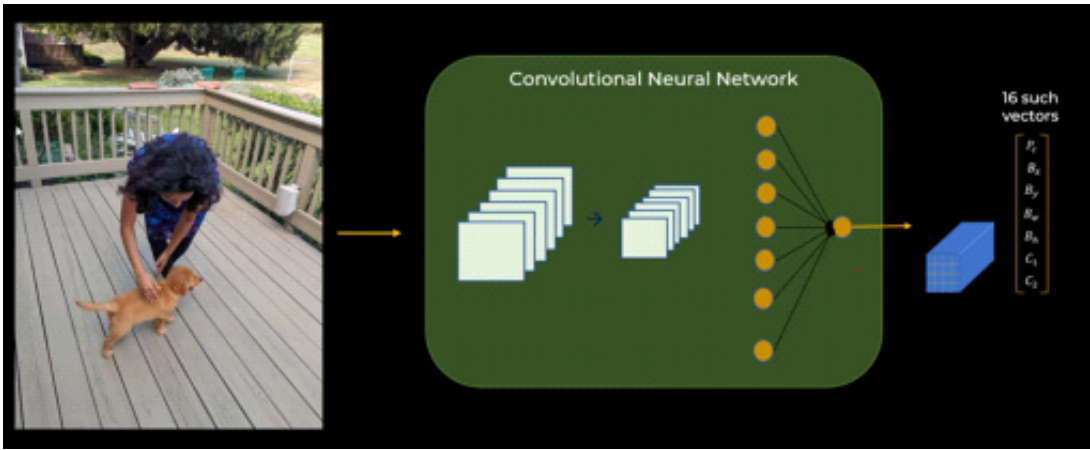 Convolutional Neural Network
16 such
vectors
P_c
B_x
B_y
B_w
B_h
C_1
C_2